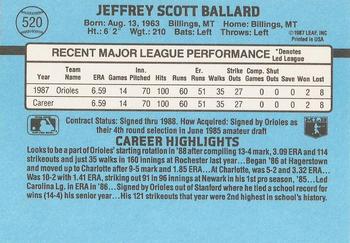 520
JEFFREY SCOTT BALLARD
Born: Aug. 13, 1963 Billings, MT Home: Billings, MT
Ht.: 6' 2" Wgt.: 210 Bats: Left Throws: Left
© 1987 LEAF, INC
Printed in USA
RECENT MAJOR LEAGUE PERFORMANCE *Denotes
Led League
Year ERA Games Innings Pitched Hits Er. Runs Walks Strike Outs Comp. Games Shut Outs Save Won Lost
1987 Orioles 6.59 14 70 100 60 51 35 27 0 0 0 2 8
Career 6.59 14 70 100 60 51 35 27 0 0 0 2 8
Contract Status: Signed thru 1988. How Acquired: Signed by Orioles as
their 4th round selection in June 1985 amateur draft
CAREER HIGHLIGHTS
Looks to be a part of Orioles' starting rotation in '88 after compiling 13-4 mark, 3.09 ERA and 114
strikeouts and just 35 walks in 160 innings at Rochester last year...Began '86 at Hagerstown
and moved up to Charlotte after 9-5 mark and 1.85 ERA...At Charlotte, was 5-2 and 3.32 ERA...
Was 10-2, 1.41 ERA, striking out 91 in 96 innings at Newark in his 1st pro season, '85...Led
Carolina Lg. in ERA in '86...Signed by Orioles out of Stanford where he tied a school record for
wins (14-4) his senior year...His 121 strikeouts that year were 2nd highest in school's history.